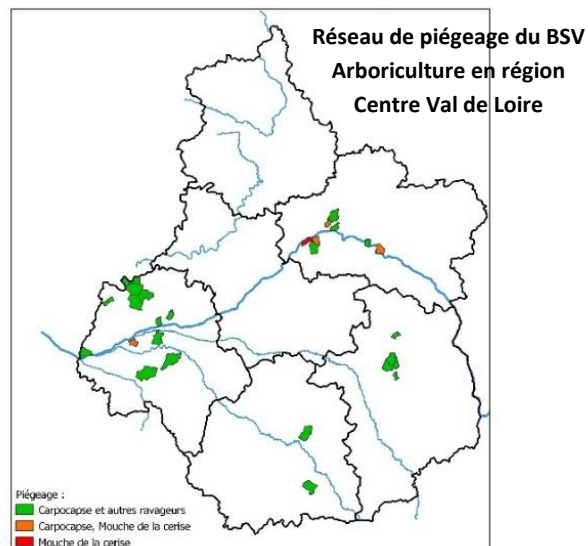 Réseau de piégeage du BSV
Arboriculture en région
Centre Val de Loire
Piégeage :
Carpocapse et autres ravageurs
Carpocapse, Mouche de la cerise
Mouche de la cerise